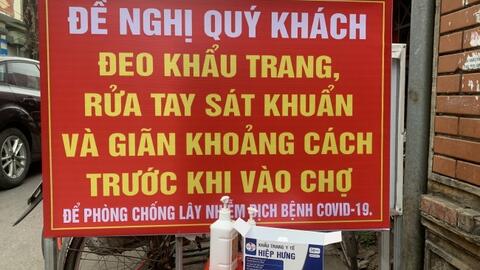 ĐỀ NGHỊ QUÝ KHÁCH
ĐEO KHẨU TRANG,
RỬA TAY SÁT KHUẨN
VÀ GIÃN KHOẢNG CÁCH
TRƯỚC KHI VÀO CHỢ
ĐỂ PHÒNG CHỐNG LÂY NHIỄM DỊCH BỆNH COVID-19.
KHẨU TRANG Y TẾ
HIỆP HƯNG